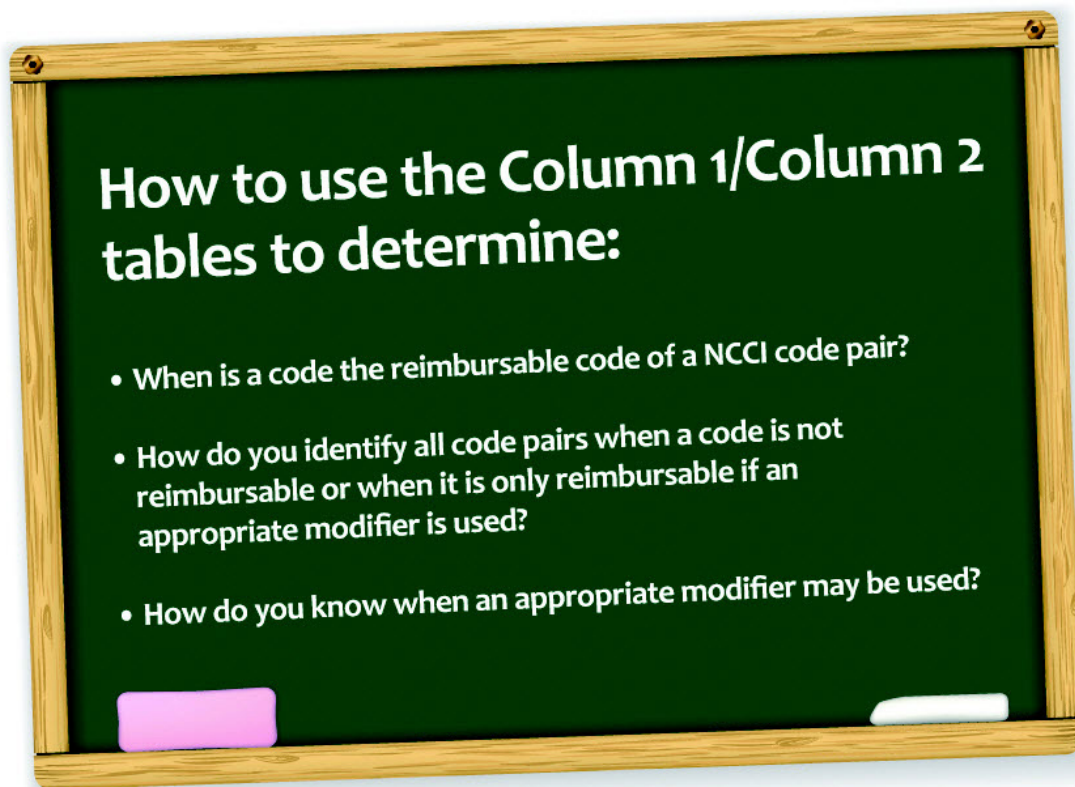 How to use the Column 1/Column 2
tables to determine:
• When is a code the reimbursable code of a NCCI code pair?
• How do you identify all code pairs when a code is not
reimbursable or when it is only reimbursable if an
appropriate modifier is used?
• How do you know when an appropriate modifier may be used?